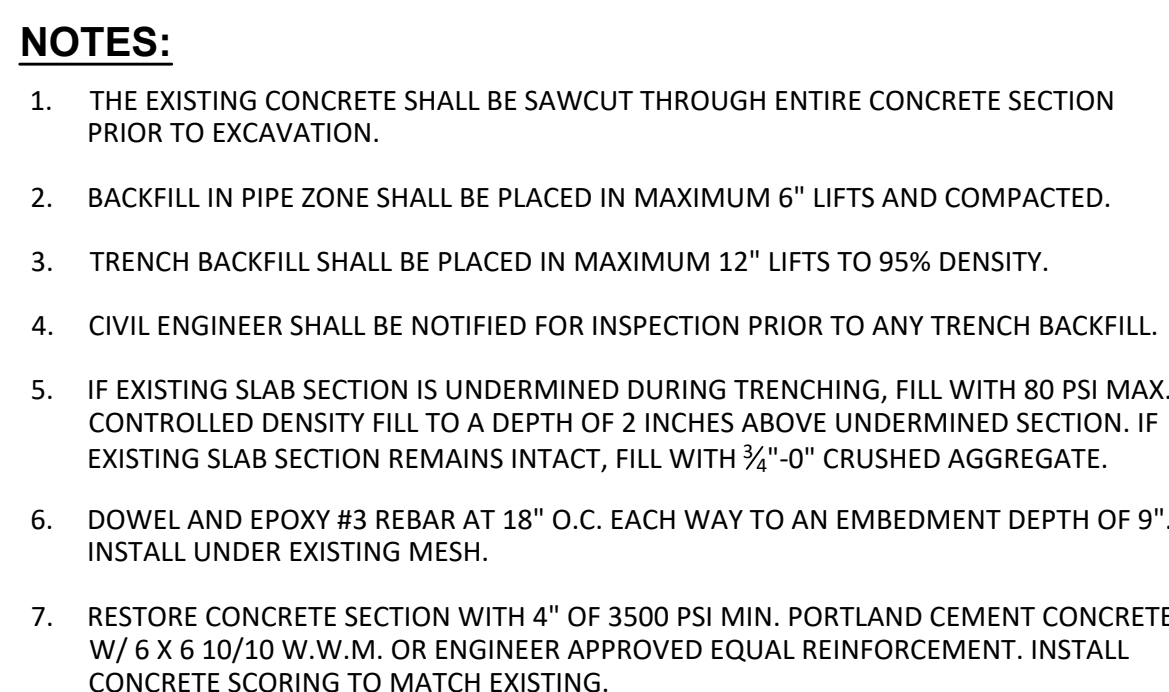 NOTES:
1. THE EXISTING CONCRETE SHALL BE SAWCUT THROUGH ENTIRE CONCRETE SECTION
PRIOR TO EXCAVATION.
2. BACKFILL IN PIPE ZONE SHALL BE PLACED IN MAXIMUM 6" LIFTS AND COMPACTED.
3. TRENCH BACKFILL SHALL BE PLACED IN MAXIMUM 12" LIFTS TO 95% DENSITY.
4. CIVIL ENGINEER SHALL BE NOTIFIED FOR INSPECTION PRIOR TO ANY TRENCH BACKFILL.
5. IF EXISTING SLAB SECTION IS UNDERMINED DURING TRENCHING, FILL WITH 80 PSI MAX.
CONTROLLED DENSITY FILL TO A DEPTH OF 2 INCHES ABOVE UNDERMINED SECTION. IF
EXISTING SLAB SECTION REMAINS INTACT, FILL WITH ¾"-0" CRUSHED AGGREGATE.
6. DOWEL AND EPOXY #3 REBAR AT 18" O.C. EACH WAY TO AN EMBEDMENT DEPTH OF 9".
INSTALL UNDER EXISTING MESH.
7. RESTORE CONCRETE SECTION WITH 4" OF 3500 PSI MIN. PORTLAND CEMENT CONCRETE
W/ 6 X 6 10/10 W.W.M. OR ENGINEER APPROVED EQUAL REINFORCEMENT. INSTALL
CONCRETE SCORING TO MATCH EXISTING.